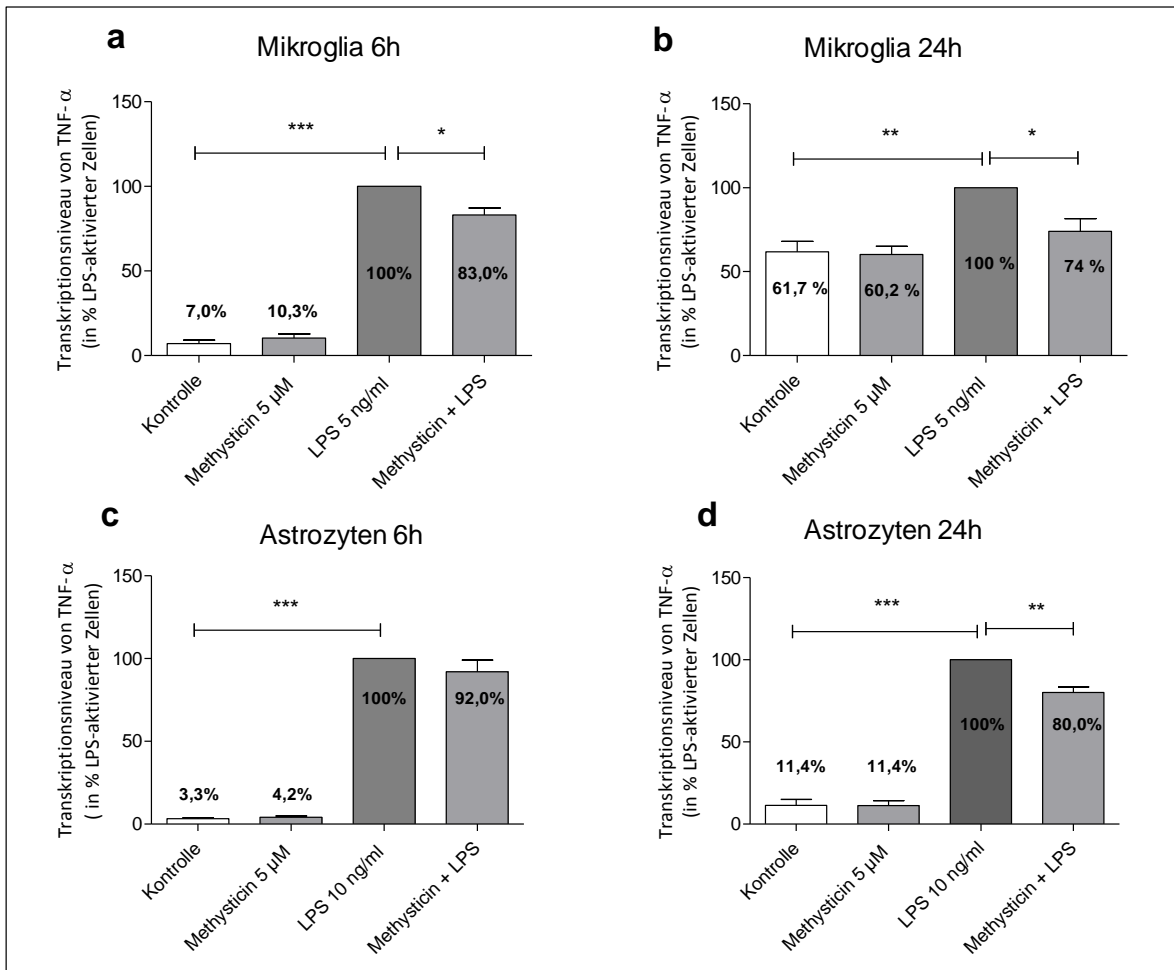 a
Mikroglia 6h
Transkriptionsniveau von TNF-α
(in % LPS-aktivierter Zellen)
150
100
50
0
***
*
7,0%
10,3%
100%
83,0%
Kontrolle
Methysticin 5 µM
LPS 5 ng/ml
Methysticin + LPS
b
Mikroglia 24h
Transkriptionsniveau von TNF-α
(in % LPS-aktivierter Zellen)
150
100
50
0
**
*
61,7 %
60,2 %
100 %
74 %
Kontrolle
Methysticin 5 µM
LPS 5 ng/ml
Methysticin + LPS
c
Astrozyten 6h
Transkriptionsniveau von TNF-α
( in % LPS-aktivierter Zellen)
150
100
50
0
***
3,3%
4,2%
100%
92,0%
Kontrolle
Methysticin 5 µM
LPS 10 ng/ml
Methysticin + LPS
d
Astrozyten 24h
Transkriptionsniveau von TNF-α
(in % LPS-aktivierter Zellen)
150
100
50
0
***
**
11,4%
11,4%
100%
80,0%
Kontrolle
Methysticin 5 µM
LPS 10 ng/ml
Methysticin + LPS